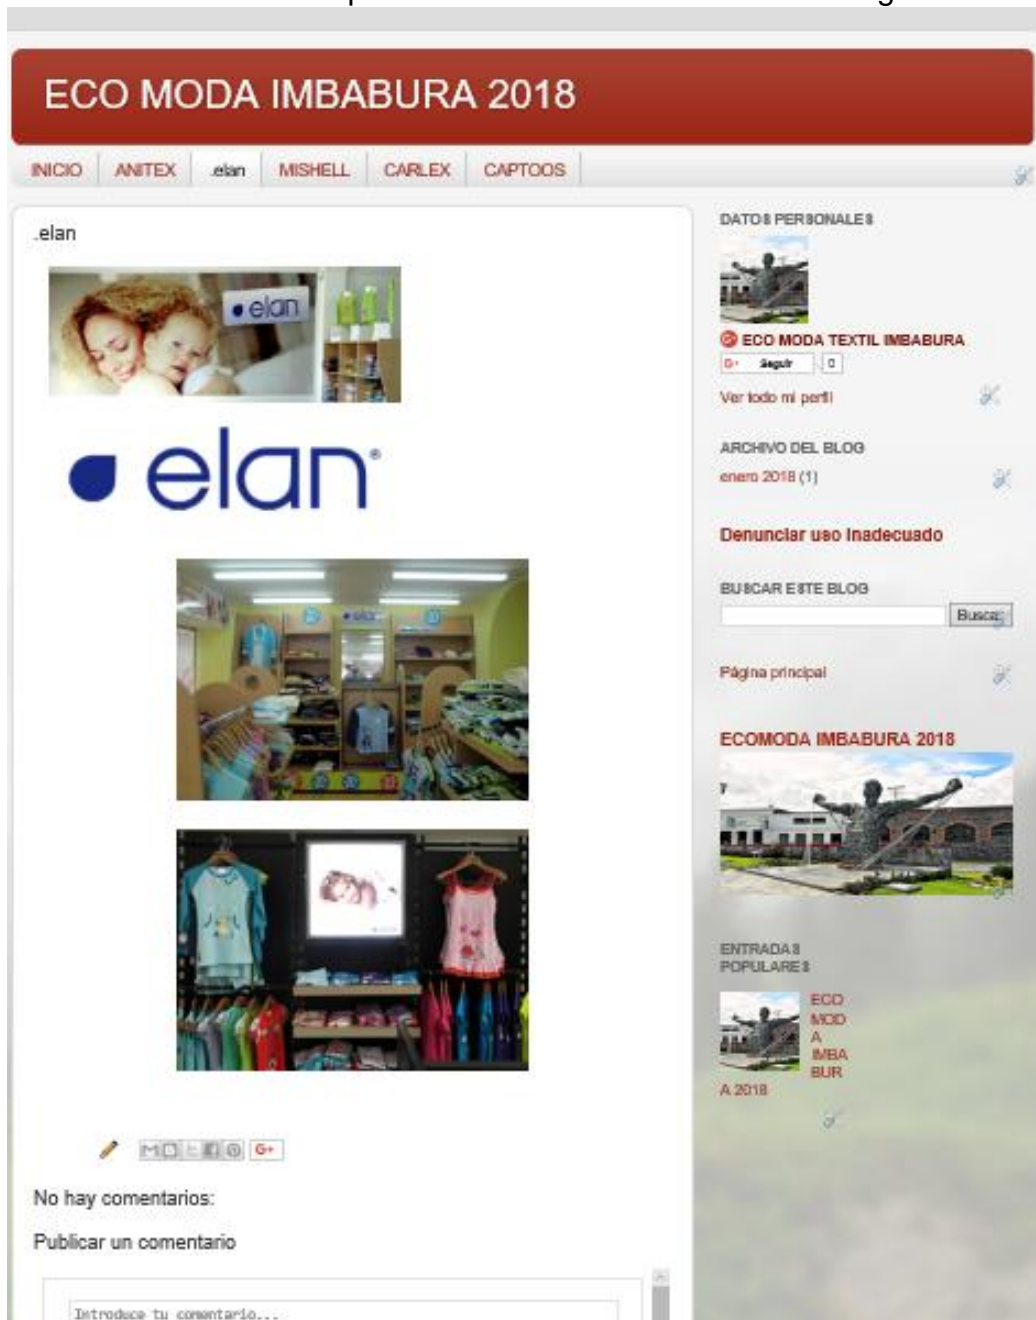 ECO MODA IMBABURA 2018
INICIO ANITEX .elan MISHELL CARLEX CAPTOOS
.elan
elan
elan®
elan
No hay comentarios:
Publicar un comentario
Introduce tu comentario...
DATOS PERSONALES
ECO MODA TEXTIL IMBABURA
G+ Seguir 0
Ver todo mi perfil
ARCHIVO DEL BLOG
enero 2018 (1)
Denunciar uso inadecuado
BUSCAR ESTE BLOG
Buscar
Página principal
ECOMODA IMBABURA 2018
ENTRADAS
POPULARES
ECO
MOD
A
IMBA
BUR
A 2018
G+